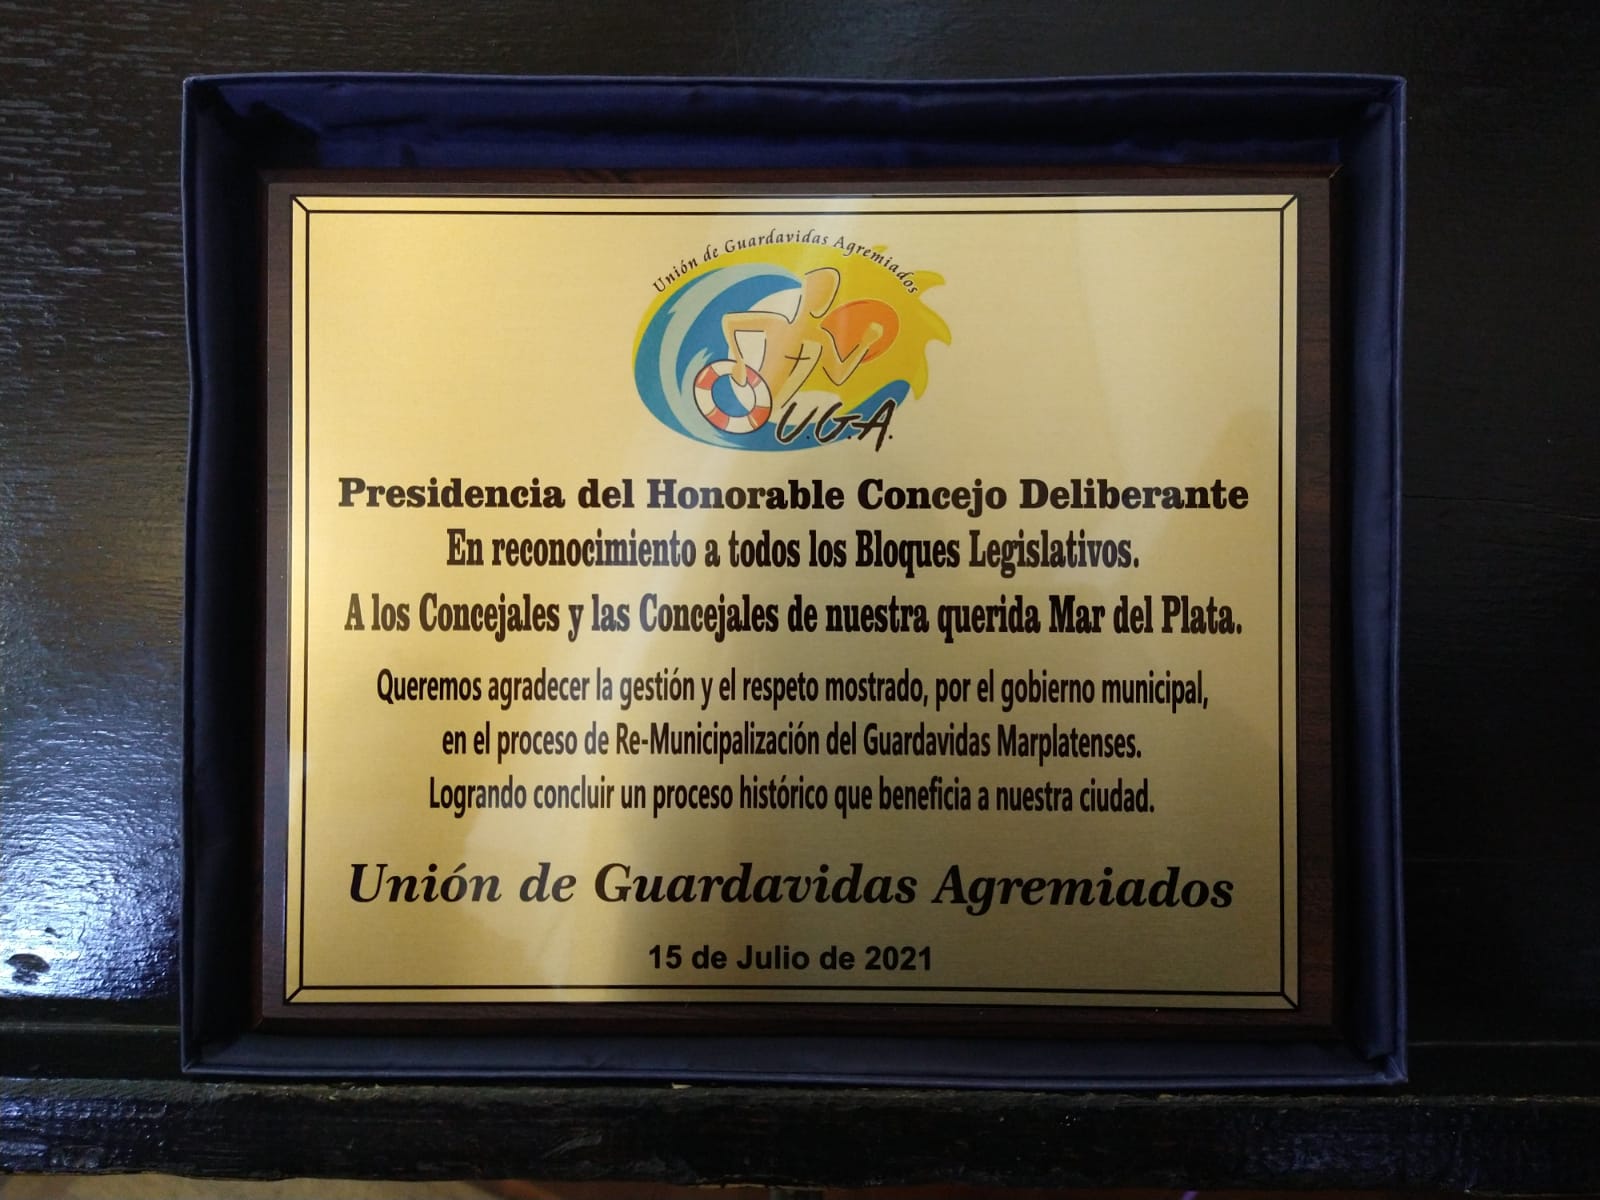 Unión de Guardavidas Agremiados
U.G.A.
Presidencia del Honorable Concejo Deliberante
En reconocimiento a todos los Bloques Legislativos.
A los Concejales y las Concejales de nuestra querida Mar del Plata.
Queremos agradecer la gestión y el respeto mostrado, por el gobierno municipal,
en el proceso de Re-Municipalización del Guardavidas Marplatenses.
Logrando concluir un proceso histórico que beneficia a nuestra ciudad.
Unión de Guardavidas Agremiados
15 de Julio de 2021